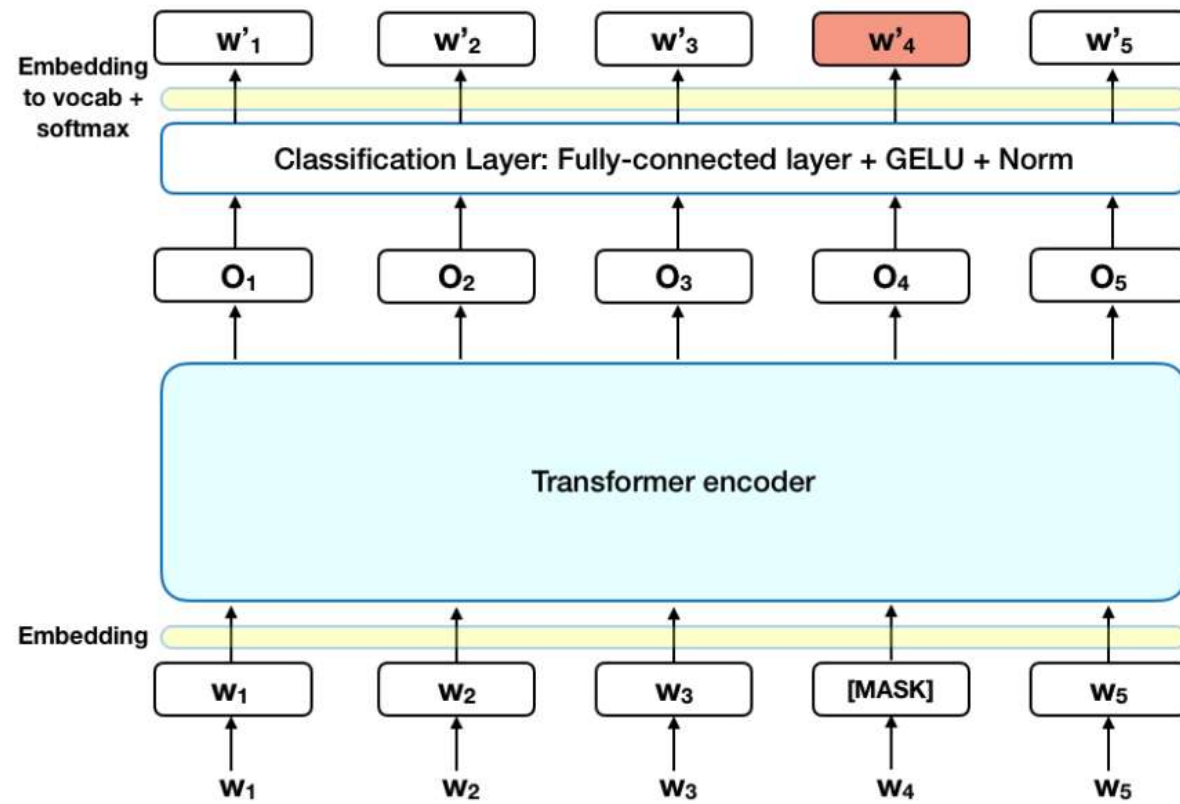 w'₁ w'₂ w'₃ w'₄ w'₅
Embedding
to vocab +
softmax
Classification Layer: Fully-connected layer + GELU + Norm
O₁ O₂ O₃ O₄ O₅
Transformer encoder
Embedding
w₁ w₂ w₃ [MASK] w₅
w₁ w₂ w₃ w₄ w₅